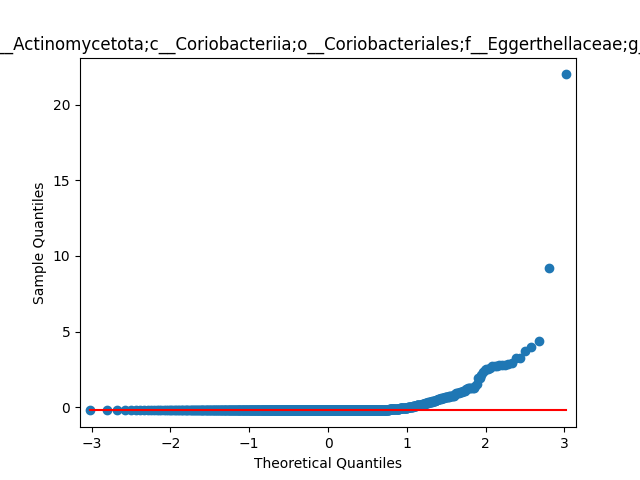 __Actinomycetota;c__Coriobacteriia;o__Coriobacteriales;f__Eggerthellaceae;g_
20
15
10
5
0
Sample Quantiles
−3 −2 −1 0 1 2 3
Theoretical Quantiles